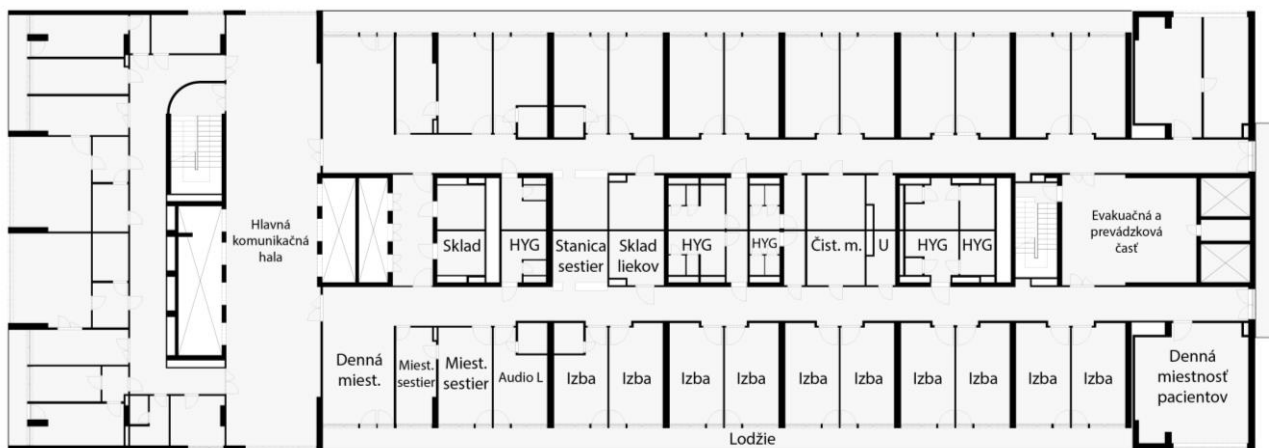 Hlavná
komunikačná
hala
Sklad
HYG
Stanica
sestier
Sklad
liekov
HYG
HYG
Čist. m.
U
HYG
HYG
Evakuačná a
prevádzková
časť
Denná
miest.
Miest.
sestier
Miest.
sestier
Audio L
Izba
Izba
Izba
Izba
Izba
Izba
Izba
Izba
Izba
Izba
Denná
miestnosť
pacientov
Lodžie